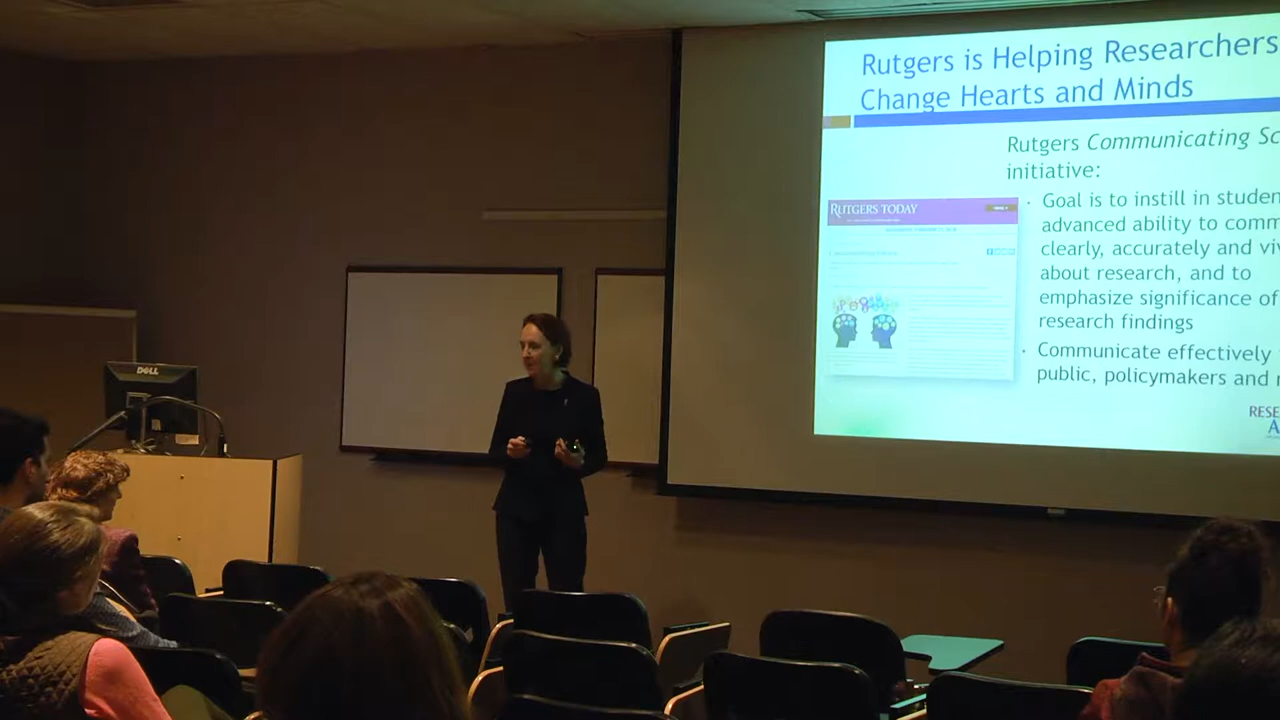 Rutgers is Helping Researchers
Change Hearts and Minds
Rutgers Communicating Sc
initiative:
RUTGERS TODAY
· Goal is to instill in studen
advanced ability to comm
clearly, accurately and viv
about research, and to
emphasize significance of
research findings
· Communicate effectively
public, policymakers and
RESE
A
DELL